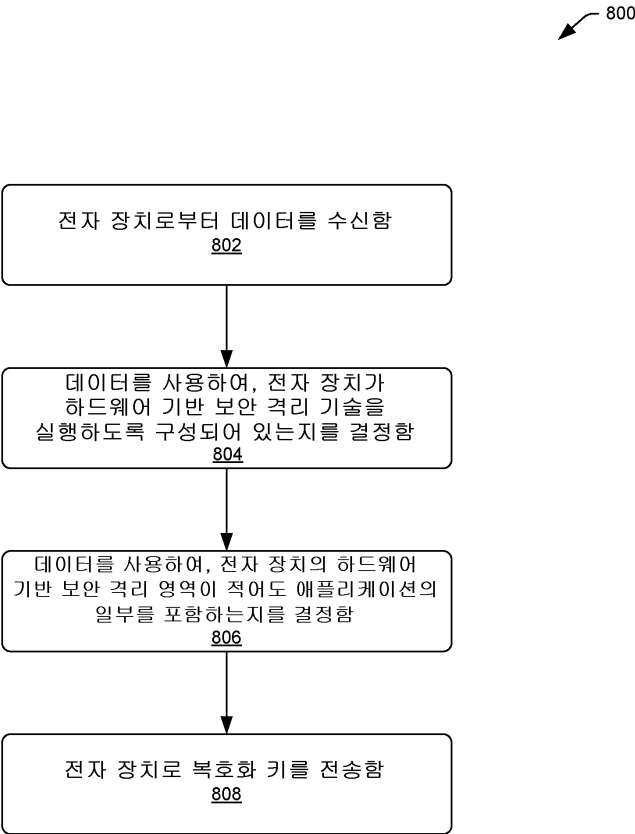 800
전자 장치로부터 데이터를 수신함
802
데이터를 사용하여, 전자 장치가
하드웨어 기반 보안 격리 기술을
실행하도록 구성되어 있는지를 결정함
804
데이터를 사용하여, 전자 장치의 하드웨어
기반 보안 격리 영역이 적어도 애플리케이션의
일부를 포함하는지를 결정함
806
전자 장치로 복호화 키를 전송함
808